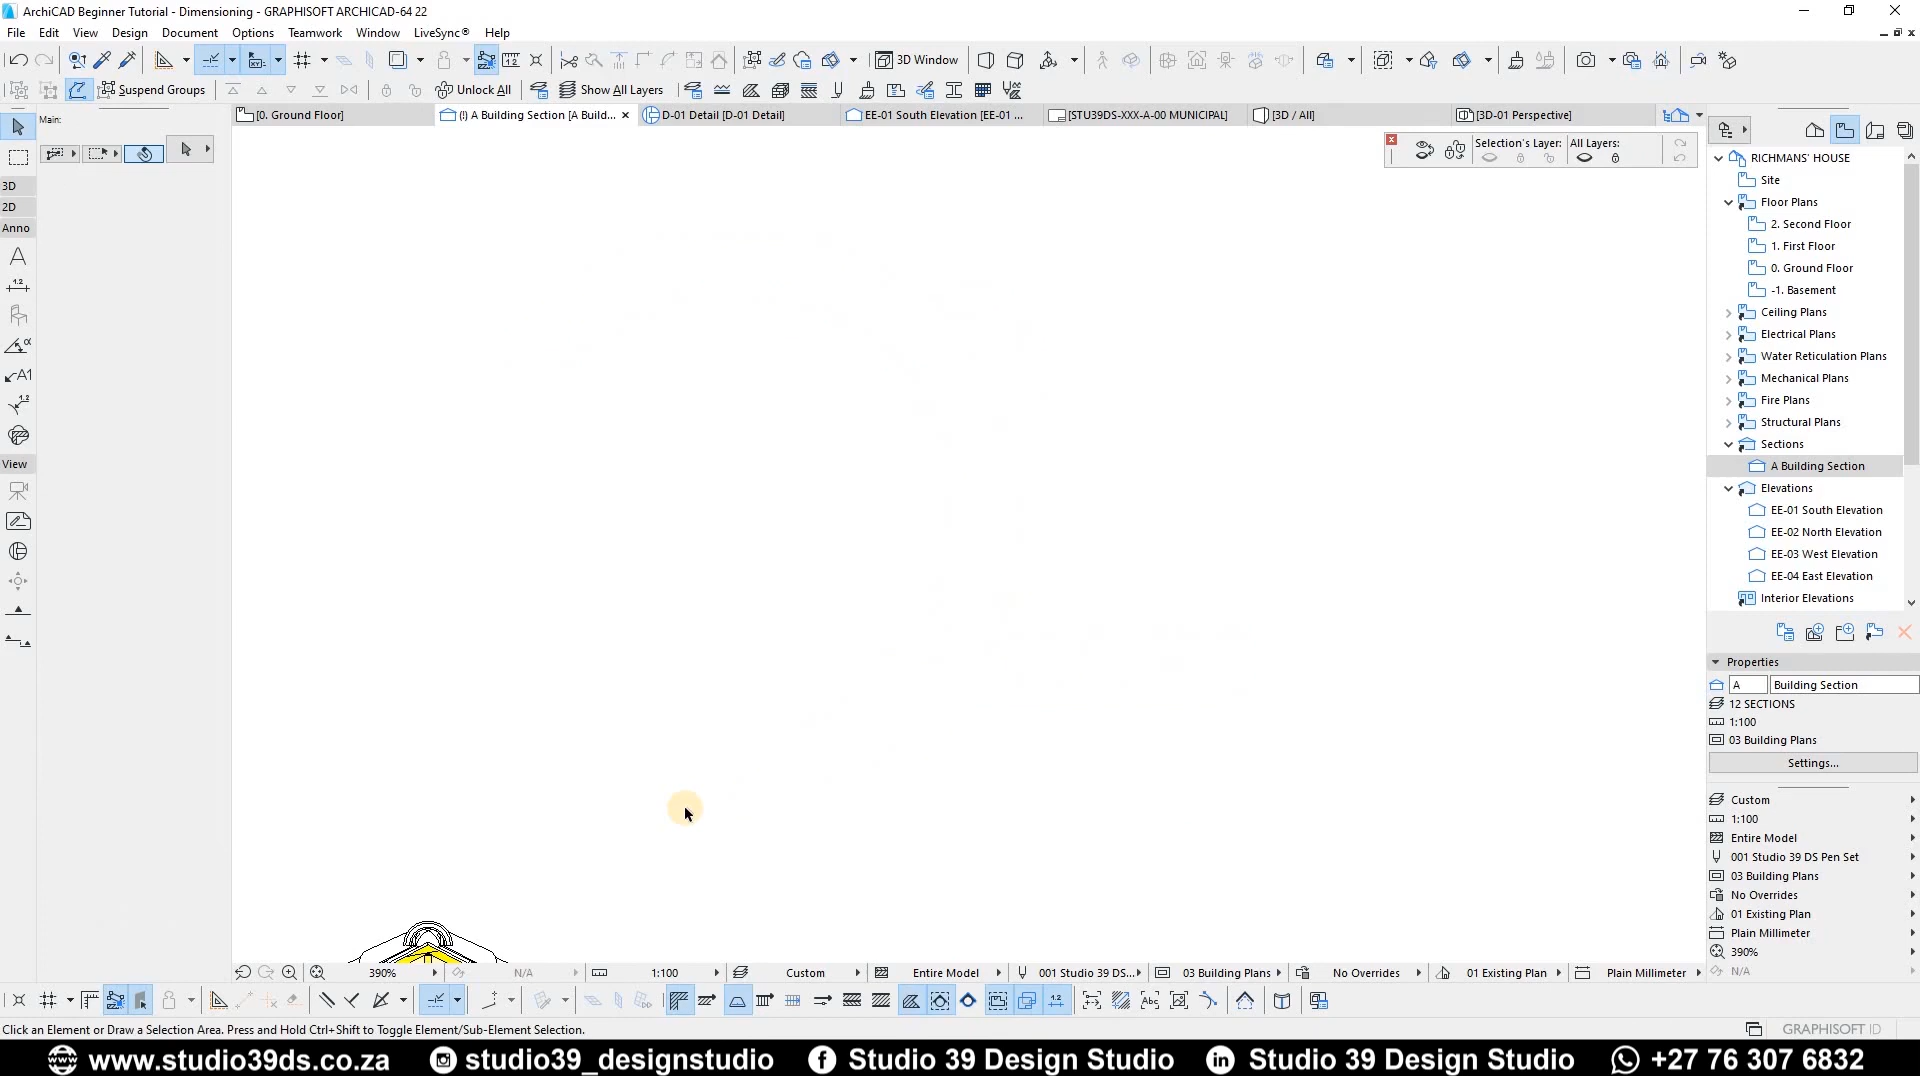 ArchiCAD Beginner Tutorial - Dimensioning - GRAPHISOFT ARCHICAD-64 22
File Edit View Design Document Options Teamwork Window LiveSync® Help
3D Window
Suspend Groups Unlock All Show All Layers
[0. Ground Floor] (!) A Building Section [A Build... D-01 Detail [D-01 Detail] EE-01 South Elevation [EE-01 ... [STU39DS-XXX-A-00 MUNICIPAL] [3D / All] [3D-01 Perspective]
Main:
Selection's Layer: All Layers:
3D
2D
Anno
View
RICHMANS' HOUSE
Site
Floor Plans
2. Second Floor
1. First Floor
0. Ground Floor
-1. Basement
Ceiling Plans
Electrical Plans
Water Reticulation Plans
Mechanical Plans
Fire Plans
Structural Plans
Sections
A Building Section
Elevations
EE-01 South Elevation
EE-02 North Elevation
EE-03 West Elevation
EE-04 East Elevation
Interior Elevations
Properties
A Building Section
12 SECTIONS
1:100
03 Building Plans
Settings...
Custom
1:100
Entire Model
001 Studio 39 DS Pen Set
03 Building Plans
No Overrides
01 Existing Plan
Plain Millimeter
390%
N/A
390% N/A 1:100 Custom Entire Model 001 Studio 39 DS... 03 Building Plans No Overrides 01 Existing Plan Plain Millimeter
Click an Element or Draw a Selection Area. Press and Hold Ctrl+Shift to Toggle Element/Sub-Element Selection.
GRAPHISOFT ID
www.studio39ds.co.za studio39_designstudio Studio 39 Design Studio Studio 39 Design Studio +27 76 307 6832